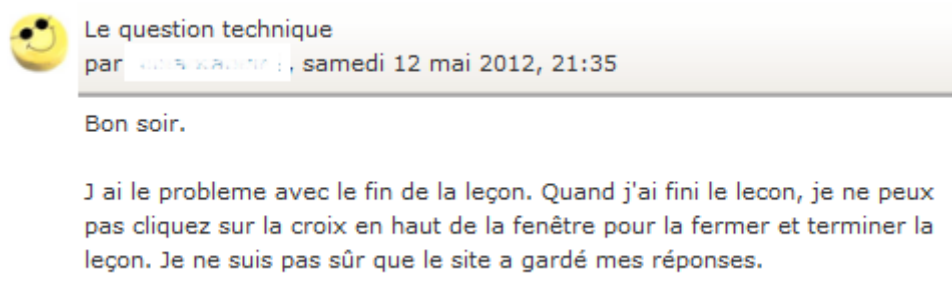 Le question technique
par , samedi 12 mai 2012, 21:35
Bon soir.
J ai le probleme avec le fin de la leçon. Quand j'ai fini le lecon, je ne peux
pas cliquez sur la croix en haut de la fenêtre pour la fermer et terminer la
leçon. Je ne suis pas sûr que le site a gardé mes réponses.